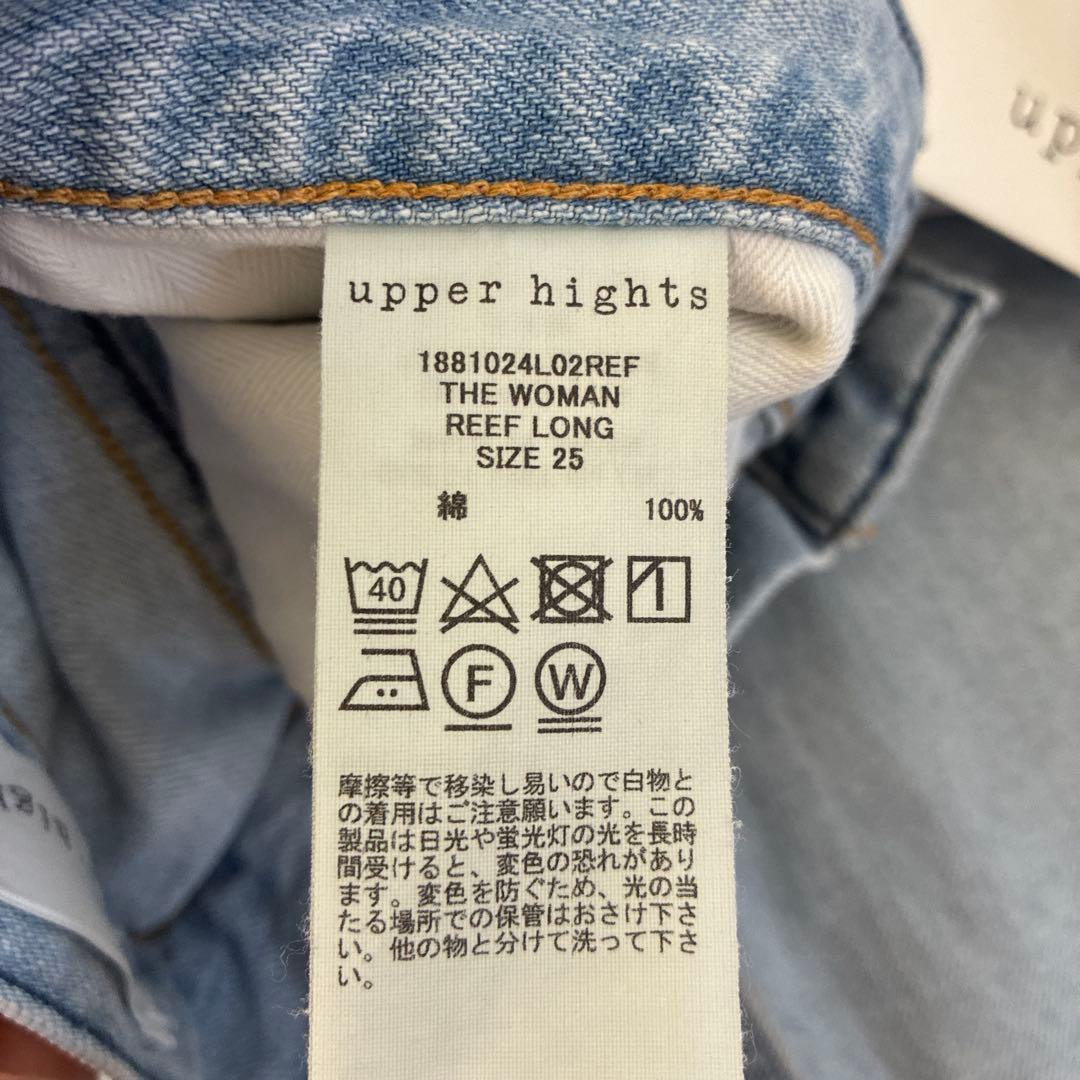 upper hights
1881024L02REF
THE WOMAN
REEF LONG
SIZE 25
綿 100%
40
F W
摩擦等で移染し易いので白物と
の着用はご注意願います。この
製品は日光や蛍光灯の光を長時
間受けると、変色の恐れがあり
ます。変色を防ぐため、光の当
たる場所での保管はおさけ下さ
い。他の物と分けて洗って下さ
い。
up